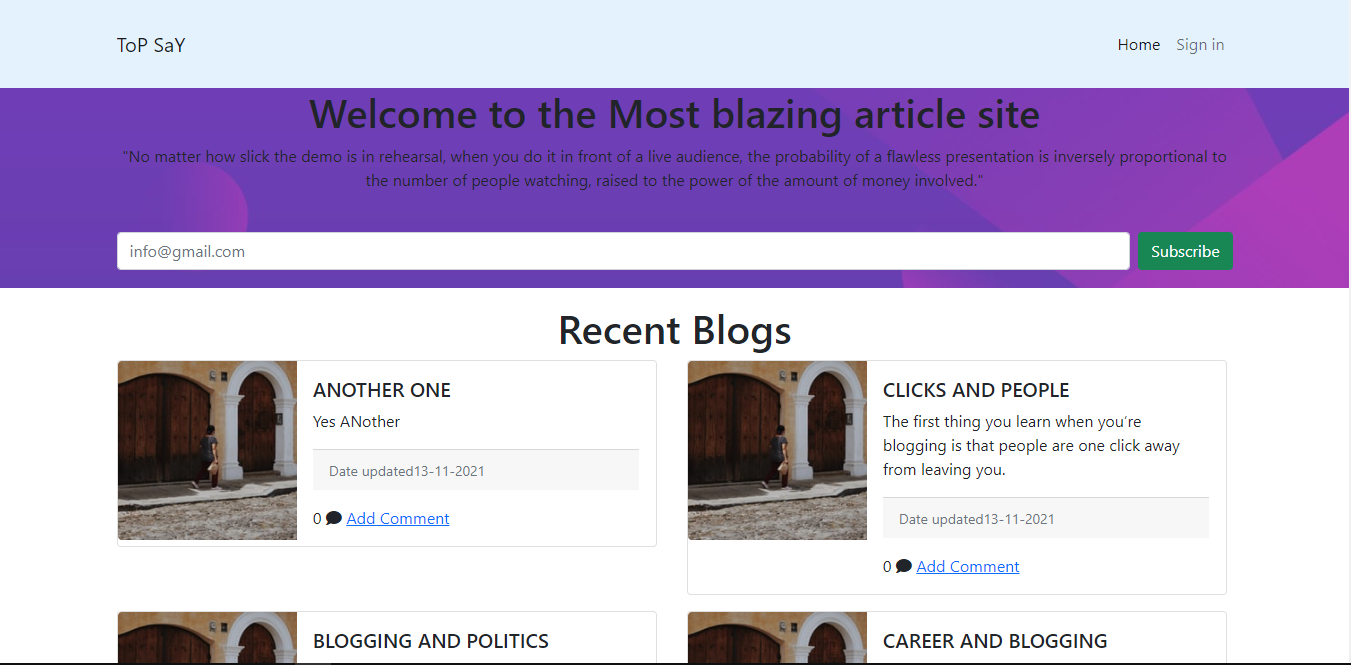 ToP SaY
Home Sign in
Welcome to the Most blazing article site
"No matter how slick the demo is in rehearsal, when you do it in front of a live audience, the probability of a flawless presentation is inversely proportional to
the number of people watching, raised to the power of the amount of money involved."
info@gmail.com
Subscribe
Recent Blogs
ANOTHER ONE
Yes ANother
Date updated13-11-2021
0 Add Comment
CLICKS AND PEOPLE
The first thing you learn when you're
blogging is that people are one click away
from leaving you.
Date updated13-11-2021
0 Add Comment
BLOGGING AND POLITICS
CAREER AND BLOGGING